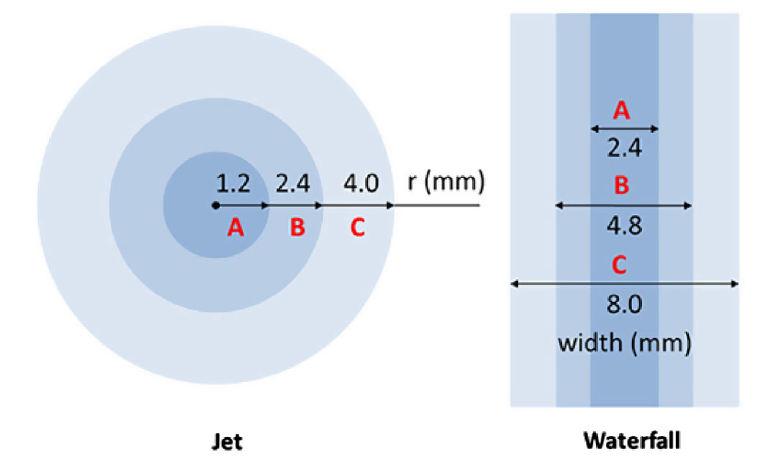 1.2 2.4 4.0 r (mm)
A B C
Jet
A
2.4
B
4.8
C
8.0
width (mm)
Waterfall